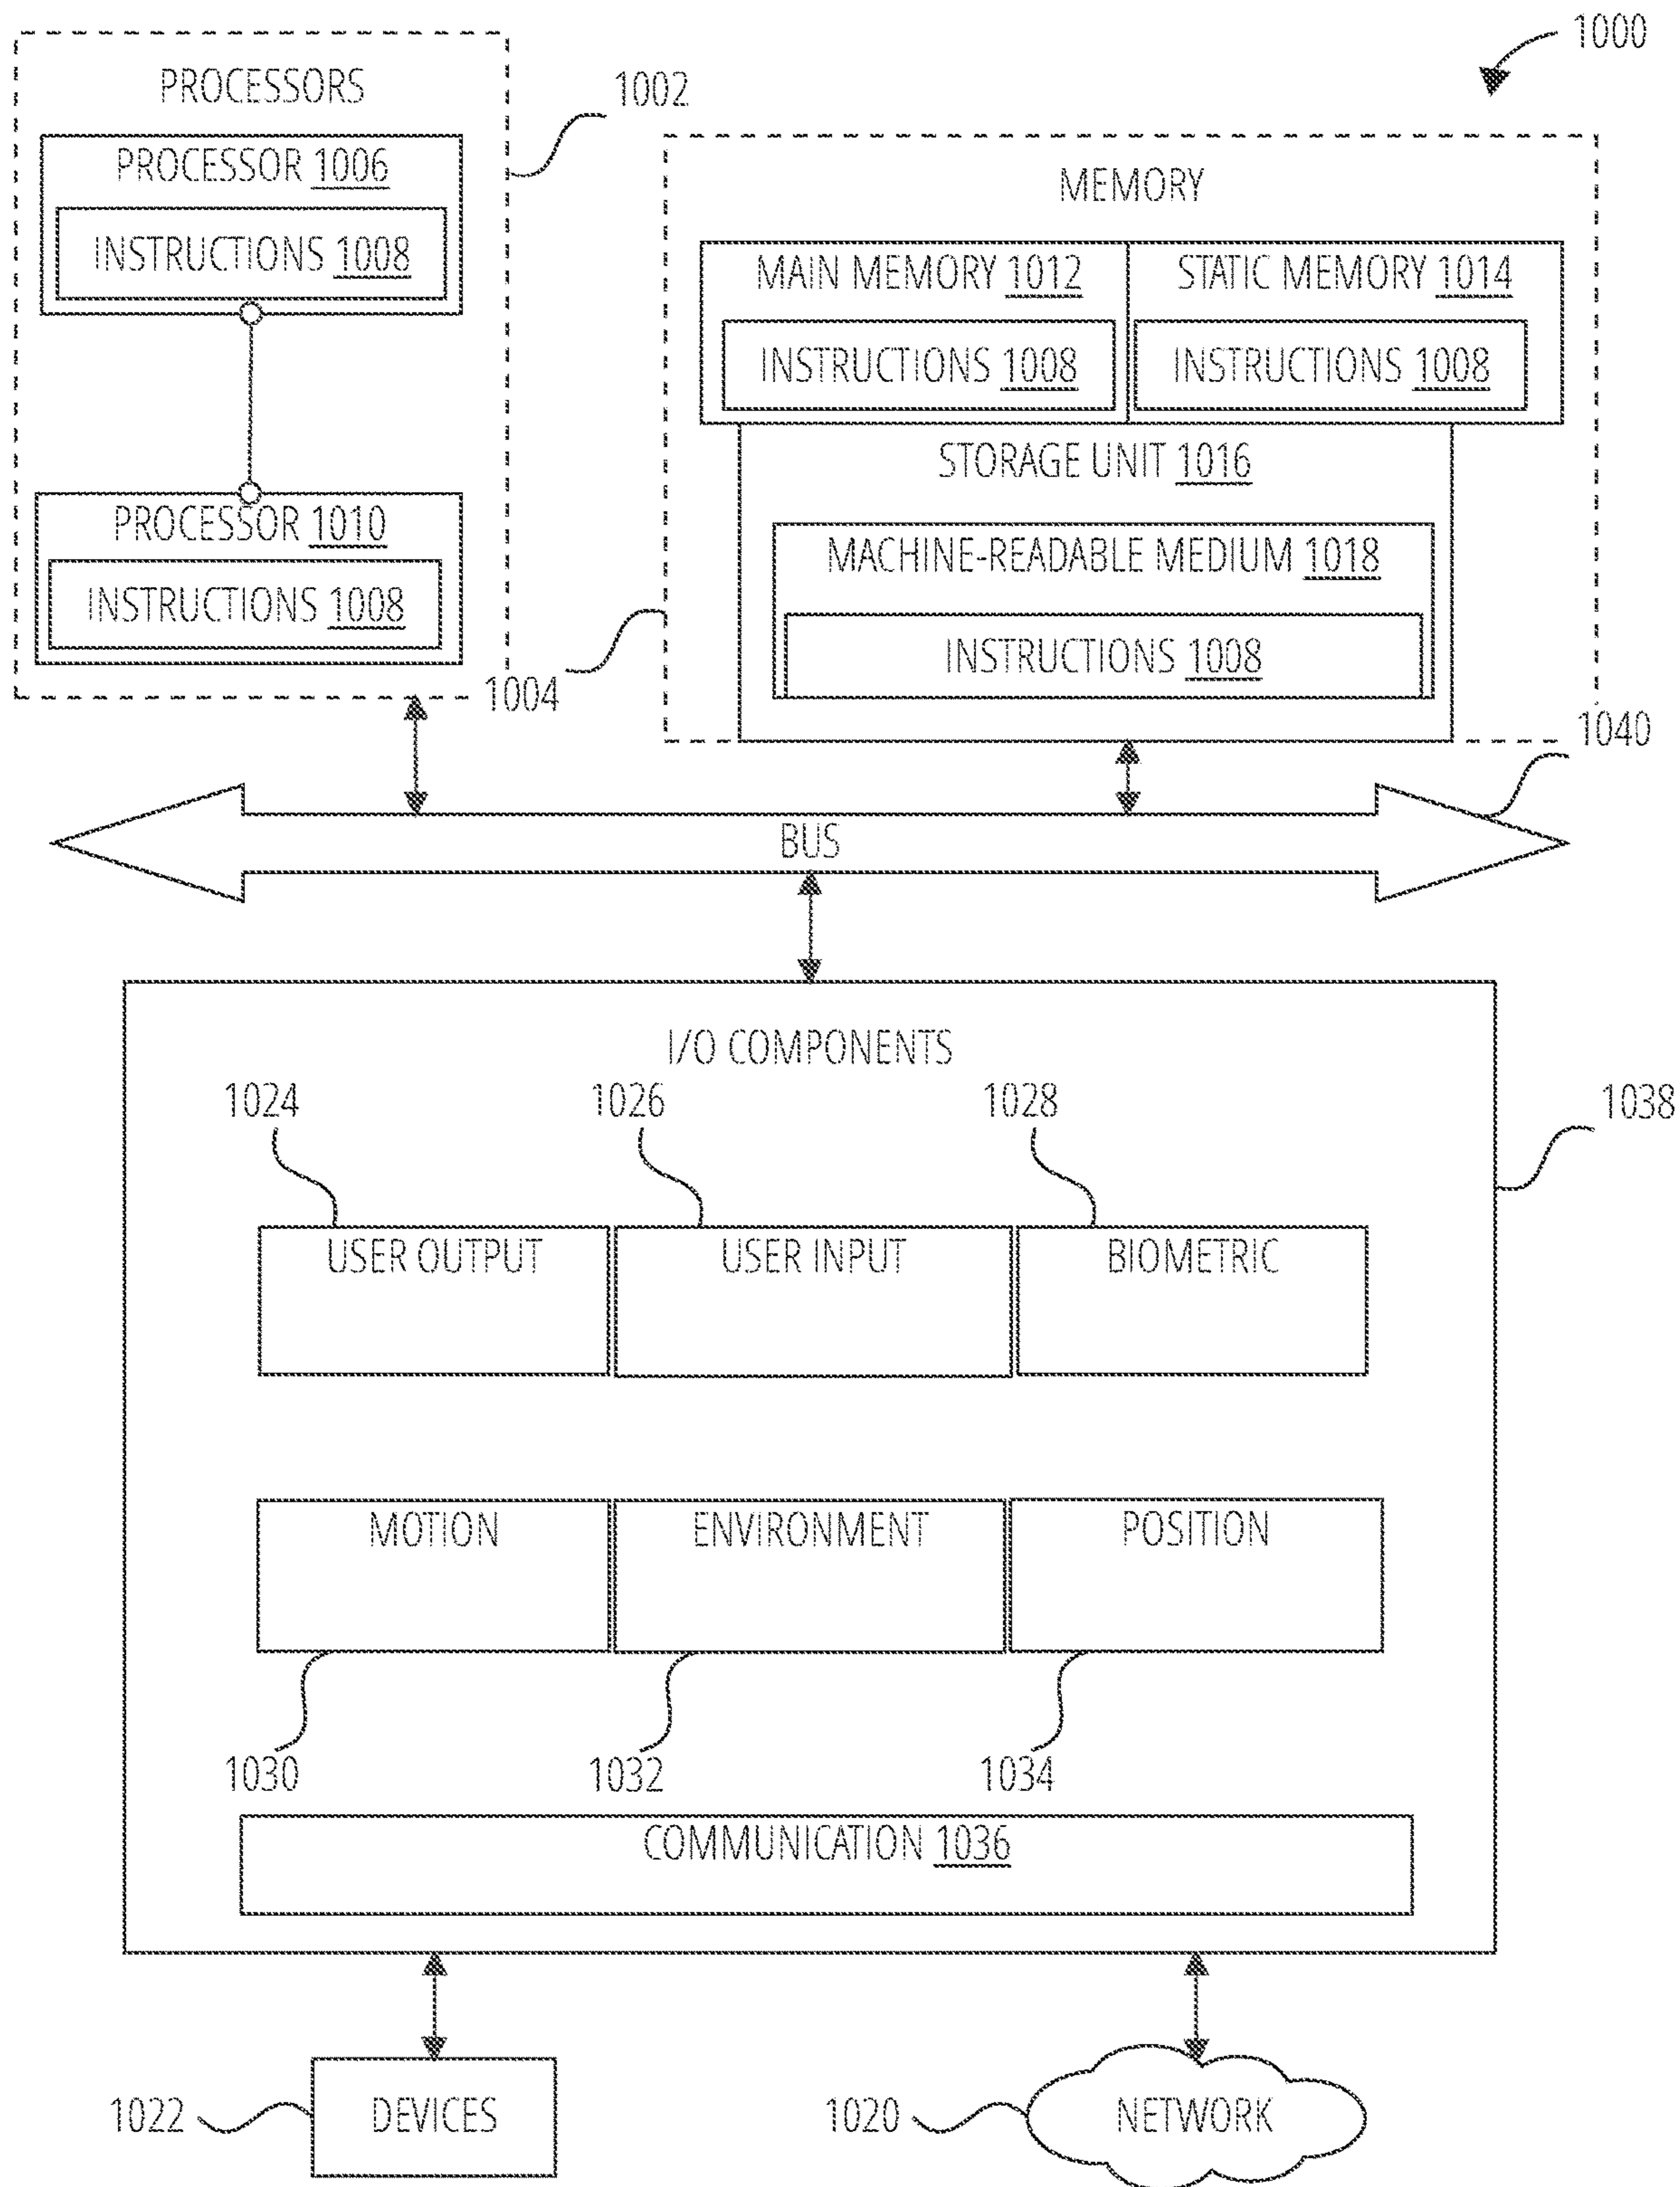 1000
PROCESSORS
1002
PROCESSOR 1006
INSTRUCTIONS 1008
PROCESSOR 1010
INSTRUCTIONS 1008
MEMORY
MAIN MEMORY 1012
STATIC MEMORY 1014
INSTRUCTIONS 1008
INSTRUCTIONS 1008
STORAGE UNIT 1016
MACHINE-READABLE MEDIUM 1018
INSTRUCTIONS 1008
1004
1040
BUS
I/O COMPONENTS
1024
1026
1028
1038
USER OUTPUT
USER INPUT
BIOMETRIC
MOTION
ENVIRONMENT
POSITION
1030
1032
1034
COMMUNICATION 1036
1022
DEVICES
1020
NETWORK